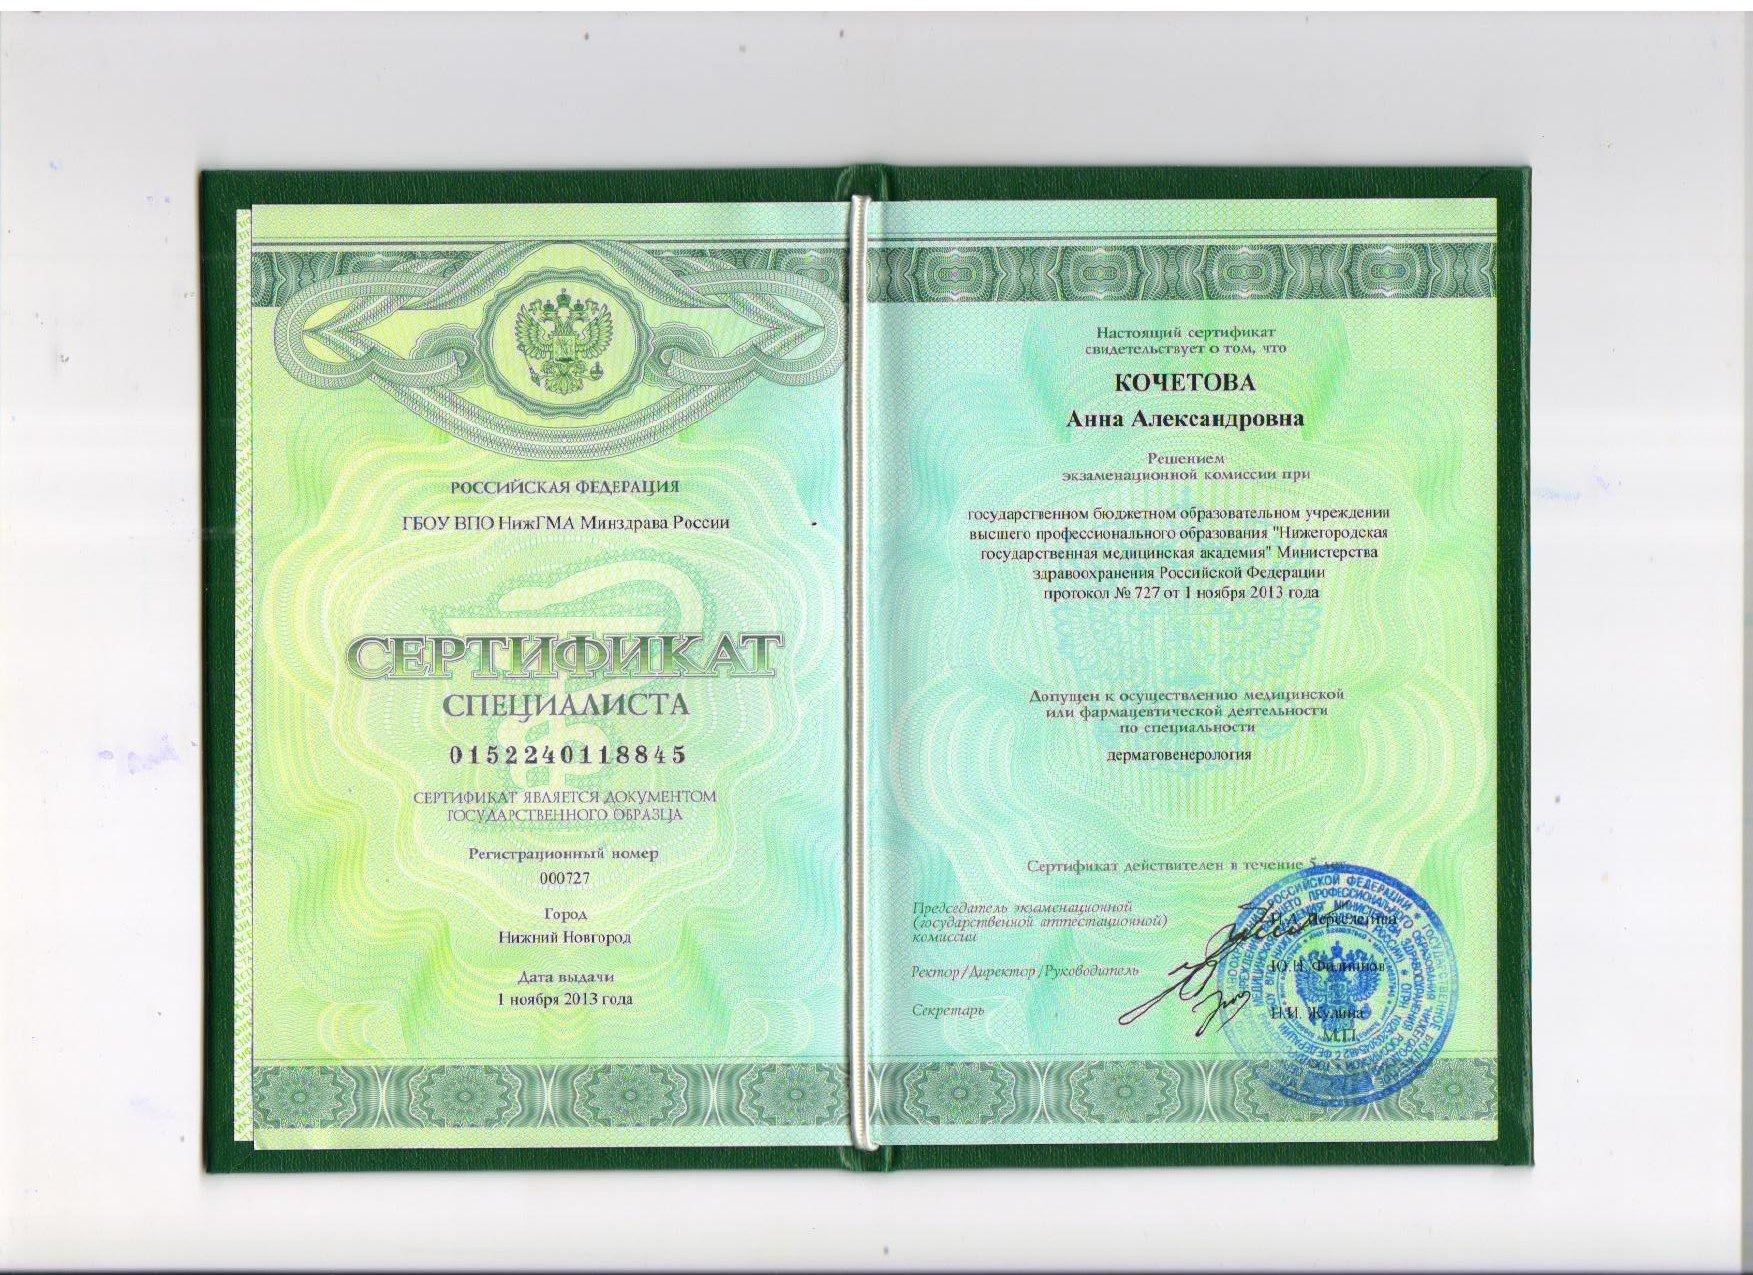 РОССИЙСКАЯ ФЕДЕРАЦИЯ
ГБОУ ВПО НижГМА Минздрава России
СЕРТИФИКАТ
СПЕЦИАЛИСТА
0152240118845
СЕРТИФИКАТ ЯВЛЯЕТСЯ ДОКУМЕНТОМ
ГОСУДАРСТВЕННОГО ОБРАЗЦА
Регистрационный номер
000727
Город
Нижний Новгород
Дата выдачи
1 ноября 2013 года
Настоящий сертификат
свидетельствует о том, что
КОЧЕТОВА
Анна Александровна
Решением
экзаменационной комиссии при
государственном бюджетном образовательном учреждении
высшего профессионального образования "Нижегородская
государственная медицинская академия" Министерства
здравоохранения Российской Федерации
протокол № 727 от 1 ноября 2013 года
Допущен к осуществлению медицинской
или фармацевтической деятельности
по специальности
дерматовенерология
Сертификат действителен в течение 5 лет
Председатель экзаменационной
(государственной аттестационной)
комиссии
Ректор/Директор/Руководитель
Ю.Н. Филиппов
Секретарь
Н.И. Жулина
М.П.